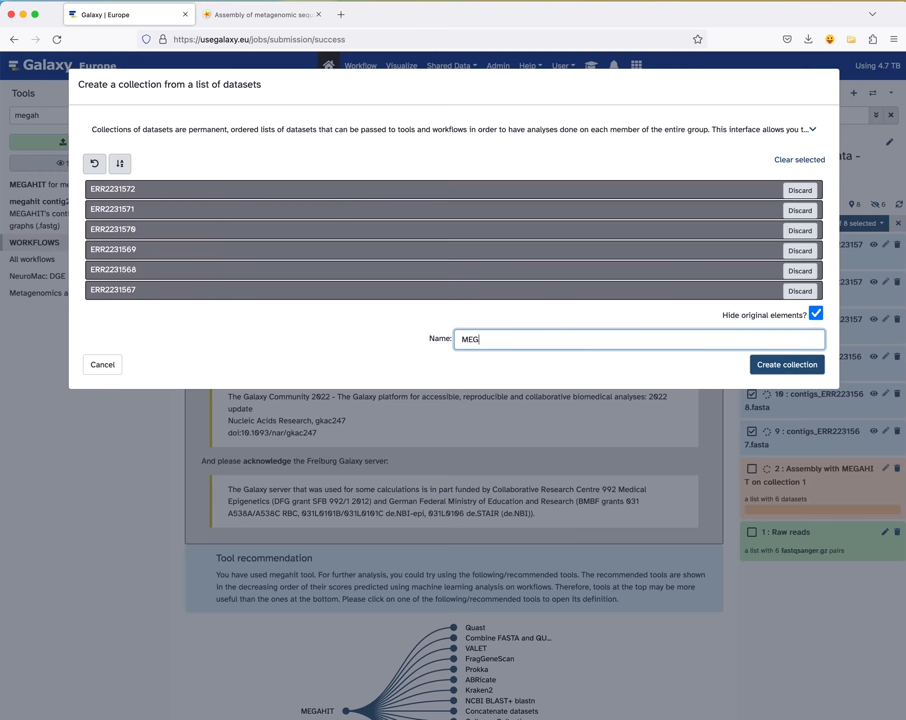 Galaxy | Europe
Assembly of metagenomic sequ
https://usegalaxy.eu/jobs/submission/success
Galaxy Europe
Workflow
Visualize
Shared Data
Admin
Help
User
Using 4.7 TB
Tools
megah
Create a collection from a list of datasets
Collections of datasets are permanent, ordered lists of datasets that can be passed to tools and workflows in order to have analyses done on each member of the entire group. This interface allows you t...
Clear selected
ERR2231572 Discard
ERR2231571 Discard
ERR2231570 Discard
ERR2231569 Discard
ERR2231568 Discard
ERR2231567 Discard
Hide original elements?
Name: MEG
Cancel
Create collection
MEGAHIT for me
megahit contig2
MEGAHIT's conti
graphs (.fastg)
WORKFLOWS
All workflows
NeuroMac: DGE
Metagenomics a
The Galaxy Community 2022 - The Galaxy platform for accessible, reproducible and collaborative biomedical analyses: 2022
update
Nucleic Acids Research, gkac247
doi:10.1093/nar/gkac247
And please acknowledge the Freiburg Galaxy server:
The Galaxy server that was used for some calculations is in part funded by Collaborative Research Centre 992 Medical
Epigenetics (DFG grant SFB 992/1 2012) and German Federal Ministry of Education and Research (BMBF grants 031
A538A/A538C RBC, 031L0101B/031L0101C de.NBI-epi, 031L0106 de.STAIR (de.NBI)).
Tool recommendation
You have used megahit tool. For further analysis, you could try using the following/recommended tools. The recommended tools are shown
in the decreasing order of their scores predicted using machine learning analysis on workflows. Therefore, tools at the top may be more
useful than the ones at the bottom. Please click on one of the following/recommended tools to open its definition.
MEGAHIT
Quast
Combine FASTA and QU...
VALET
FragGeneScan
Prokka
ABRicate
Kraken2
NCBI BLAST+ blastn
Concatenate datasets
ata -
8
6
f 8 selected
23157
23157
23157
23156
10 : contigs_ERR223156
8.fasta
9 : contigs_ERR223156
7.fasta
2 : Assembly with MEGAHI
T on collection 1
a list with 6 datasets
1 : Raw reads
a list with 6 fastqsanger.gz pairs